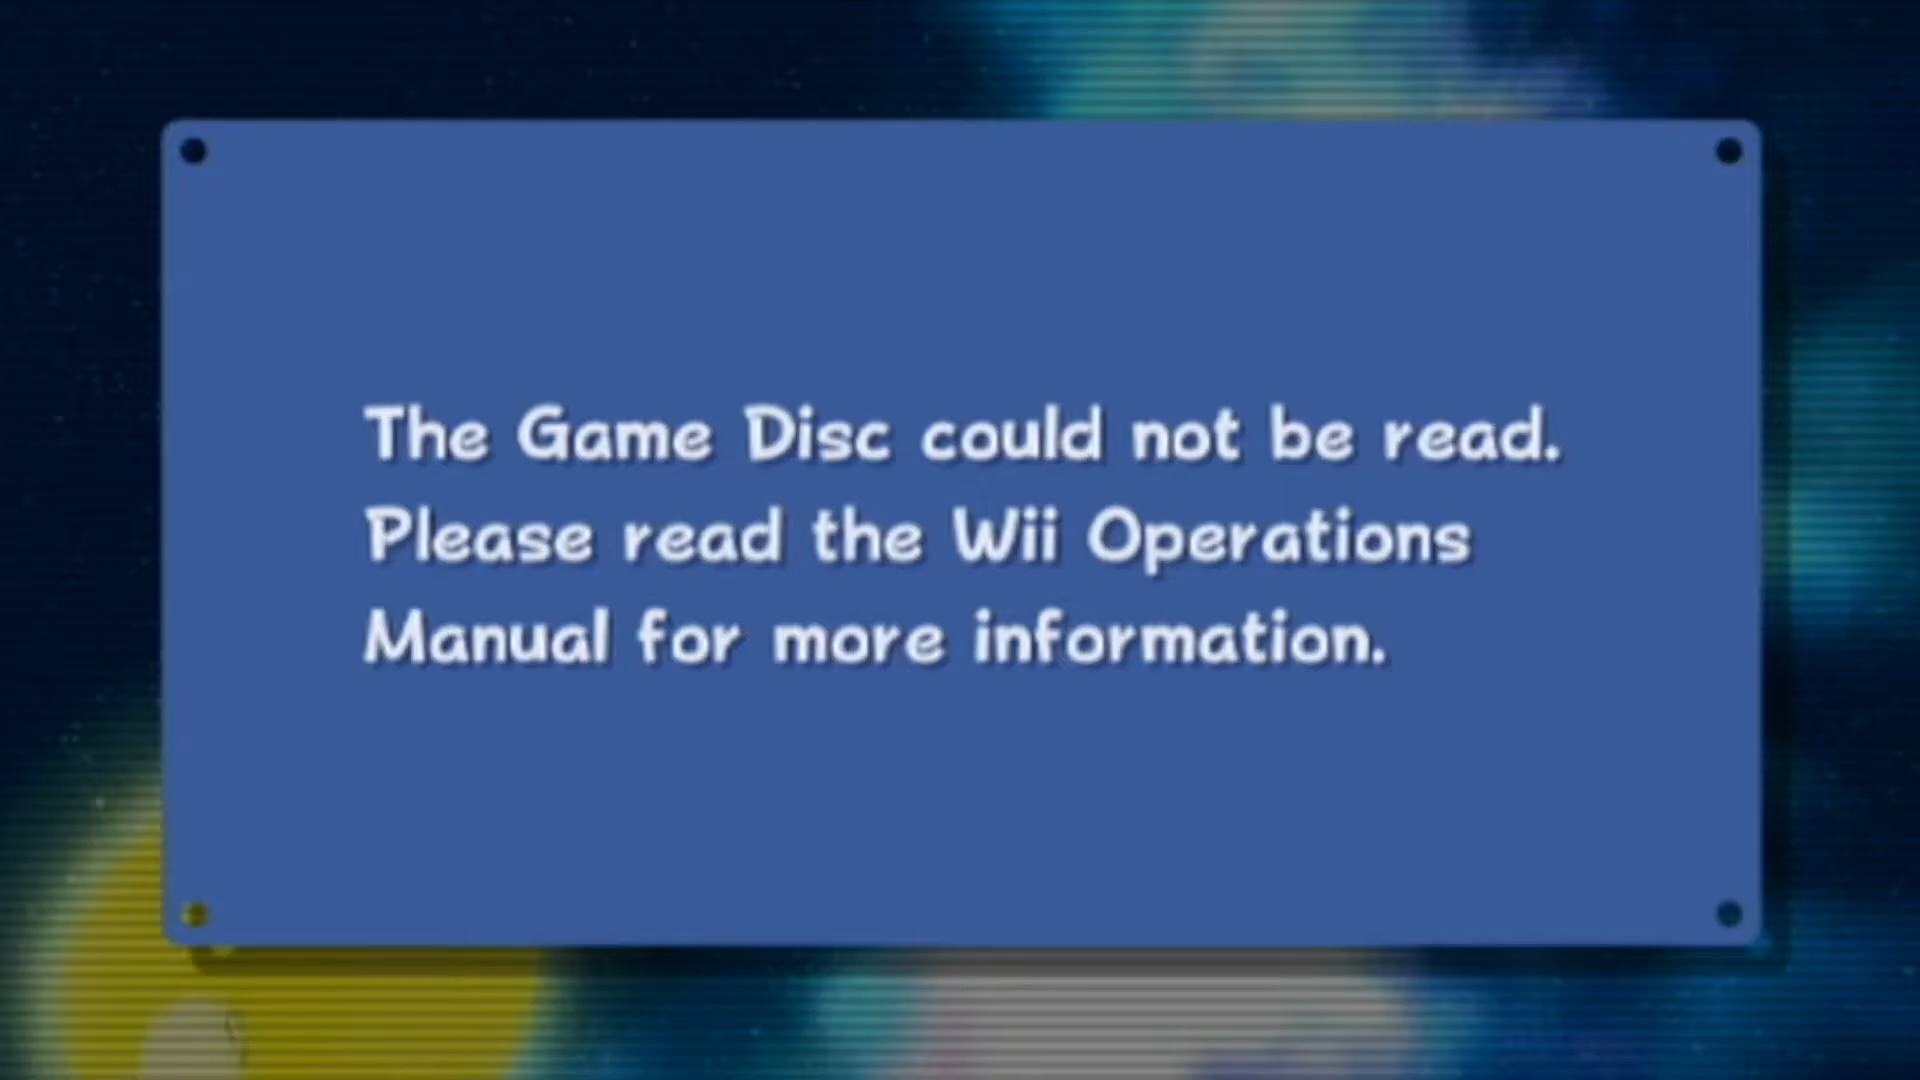 The Game Disc could not be read.
Please read the Wii Operations
Manual for more information.